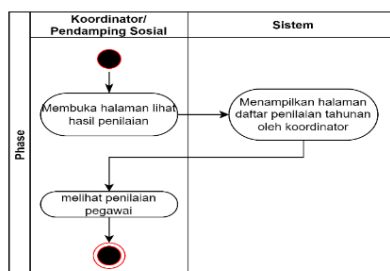 Koordinator/
Pendamping Sosial
Sistem
Phase
Membuka halaman lihat
hasil penilaian
Menampilkan halaman
daftar penilaian tahunan
oleh koordinator
melihat penilaian
pegawai